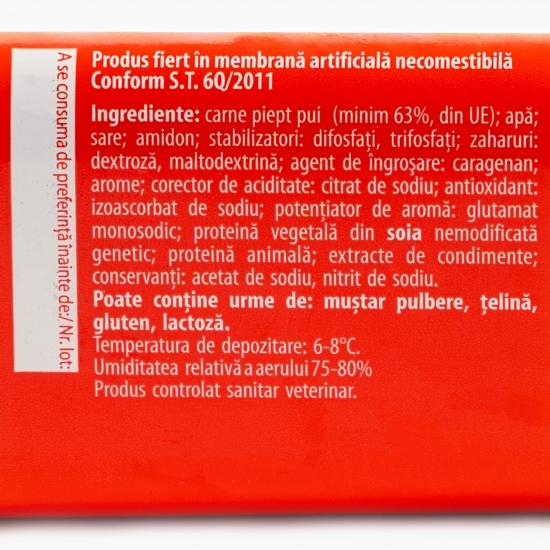 A se consuma de preferință înainte de:/ Nr. lot:
Produs fiert în membrană artificială necomestibilă
Conform S.T. 6Q/2011
Ingrediente: carne piept pui (minim 63%, din UE); apă;
sare; amidon; stabilizatori: difosfați, trifosfați; zaharuri:
dextroză, maltodextrină; agent de îngroșare: caragenan;
arome; corector de aciditate: citrat de sodiu; antioxidant:
izoascorbat de sodiu; potențiator de aromă: glutamat
monosodic; proteină vegetală din soia nemodificată
genetic; proteină animală; extracte de condimente;
conservanți: acetat de sodiu, nitrit de sodiu.
Poate conține urme de: muștar pulbere, țelină,
gluten, lactoză.
Temperatura de depozitare: 6-8°C.
Umiditatea relativă a aerului 75-80%
Produs controlat sanitar veterinar.